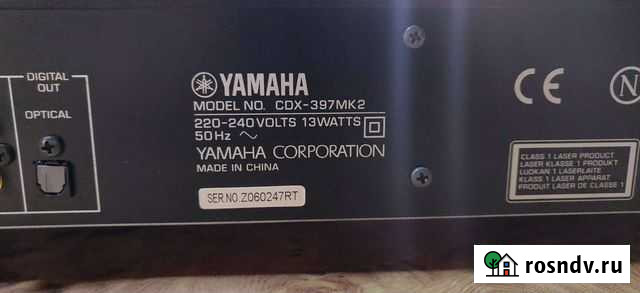 DIGITAL
OUT
OPTICAL
YAMAHA
MODEL NO. CDX-397MK2
220-240VOLTS 13WATTS
50Hz
YAMAHA CORPORATION
MADE IN CHINA
SER.NO.Z060247RT
CE
N
CLASS 1 LASER PRODUCT
LASER KLASSE 1 PRODUKT
LUOKAN 1 LASERLAITE
KLASS 1 LASER APPARAT
PRODUIT LASER DE CLASSE 1
rosndv.ru